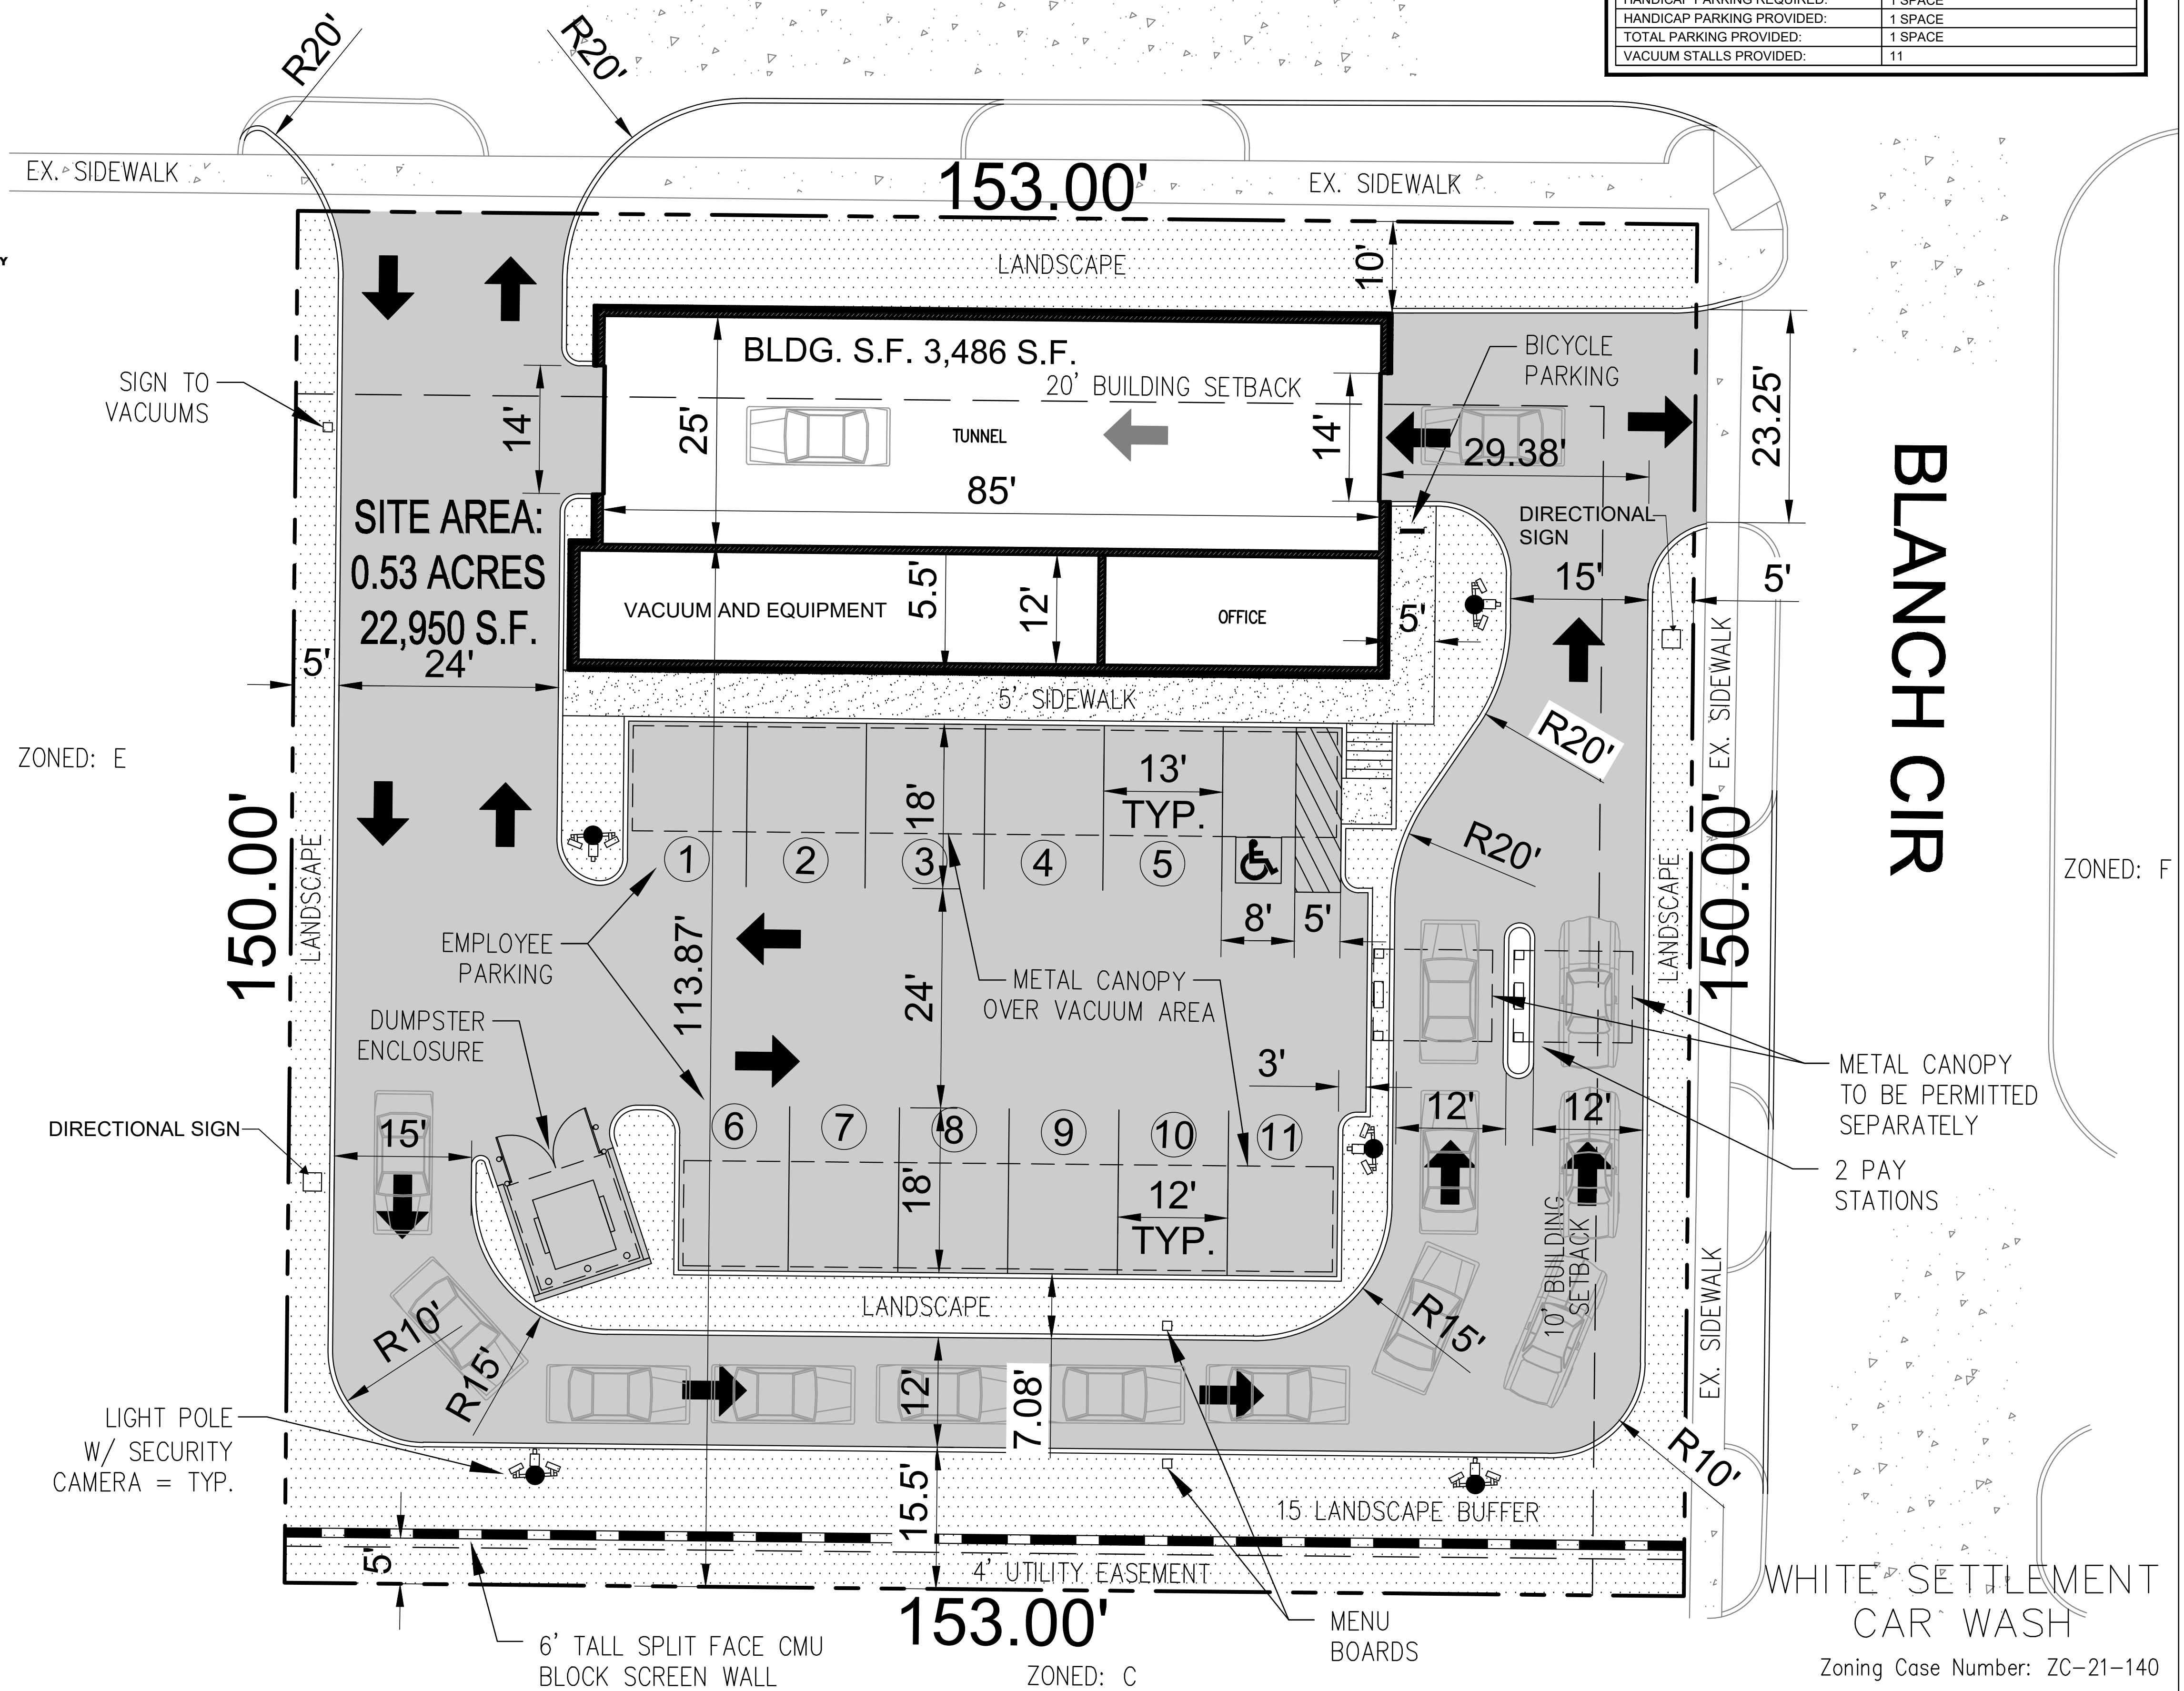 HANDICAP PARKING REQUIRED: 1 SPACE
HANDICAP PARKING PROVIDED: 1 SPACE
TOTAL PARKING PROVIDED: 1 SPACE
VACUUM STALLS PROVIDED: 11
R20'
R20'
EX. SIDEWALK
153.00'
EX. SIDEWALK
Y
LANDSCAPE
10'
BLDG. S.F. 3,486 S.F.
20' BUILDING SETBACK
BICYCLE
PARKING
SIGN TO
VACUUMS
14'
25'
TUNNEL
14'
29.38'
23.25'
85'
SITE AREA:
0.53 ACRES
22,950 S.F.
DIRECTIONAL
SIGN
15'
5'
BLANCH CIR
VACUUM AND EQUIPMENT
5.5'
12'
OFFICE
5'
5'
24'
5' SIDEWALK
EX. SIDEWALK
ZONED: E
R20'
18'
13'
TYP.
150.00'
LANDSCAPE
1
2
3
4
5
R20'
LANDSCAPE
150.00'
ZONED: F
8'
5'
EMPLOYEE
PARKING
113.87'
24'
METAL CANOPY
OVER VACUUM AREA
DUMPSTER
ENCLOSURE
3'
METAL CANOPY
TO BE PERMITTED
SEPARATELY
DIRECTIONAL SIGN
15'
6
7
8
9
10
11
12'
12'
18'
12'
TYP.
2 PAY
STATIONS
10' BUILDING
SETBACK
EX. SIDEWALK
LANDSCAPE
R10'
R15'
R15'
12'
7.08'
LIGHT POLE
W/ SECURITY
CAMERA = TYP.
R10'
15.5'
15 LANDSCAPE BUFFER
5'
4' UTILITY EASEMENT
153.00'
6' TALL SPLIT FACE CMU
BLOCK SCREEN WALL
ZONED: C
MENU
BOARDS
WHITE SETTLEMENT
CAR WASH
Zoning Case Number: ZC-21-140